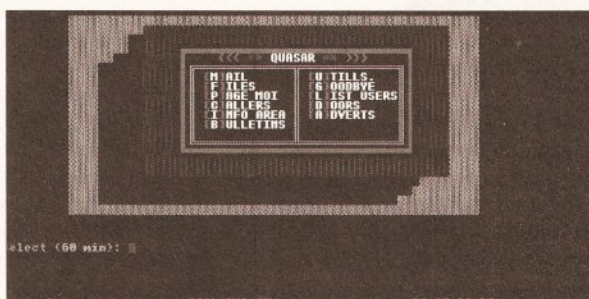 <<< QUASAR >>>
[M]AIL
[F]ILES
[P]AGE MOI
[C]ALLERS
[I]NFO AREA
[B]ULLETINS
[U]TILLS.
[G]OODBYE
[L]IST USERS
[D]OORS
[A]DVERTS
elect (60 min):